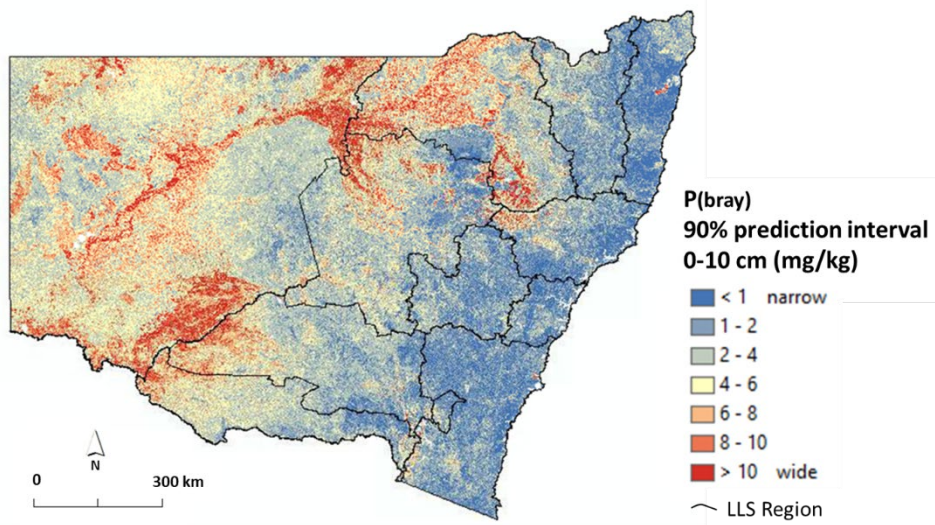 P(bray)
90% prediction interval
0-10 cm (mg/kg)
< 1 narrow
1 - 2
2 - 4
4 - 6
6 - 8
8 - 10
> 10 wide
LLS Region
N
0 300 km